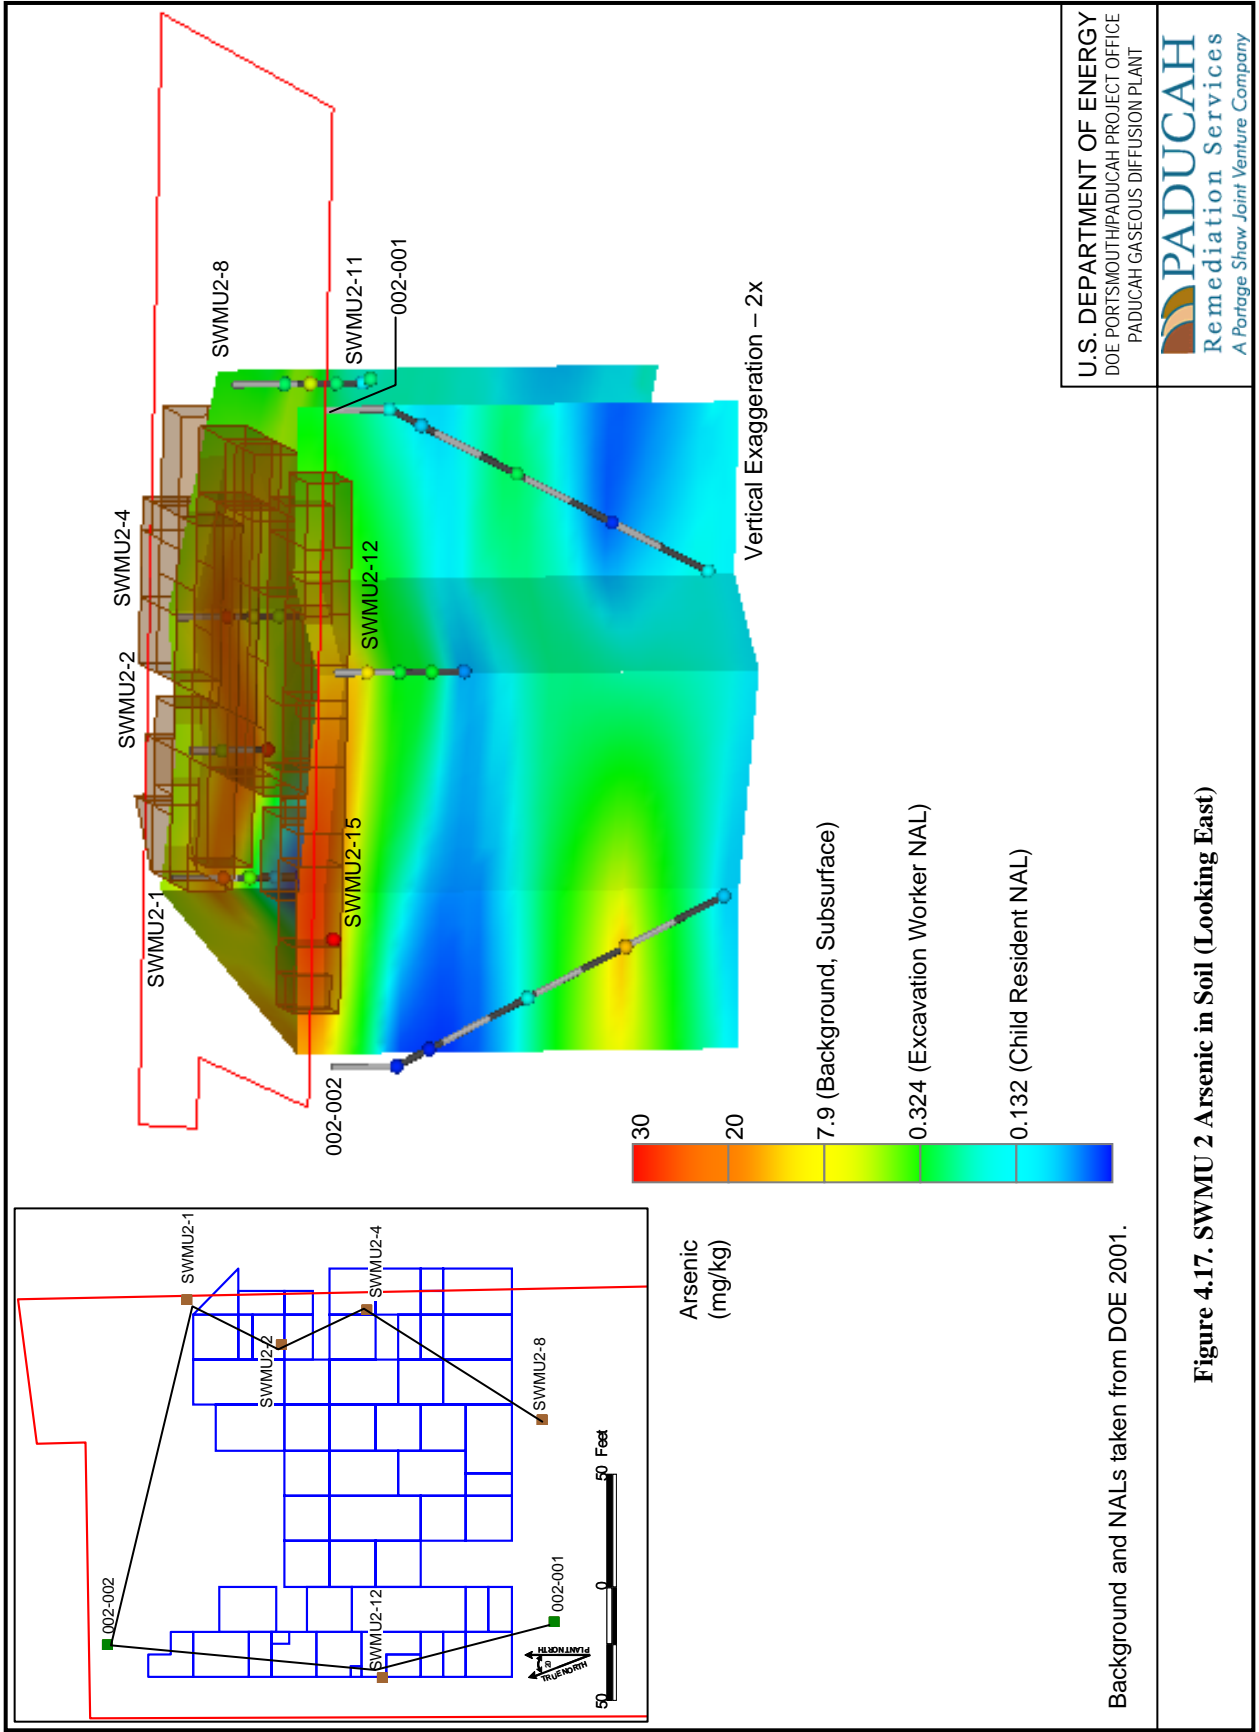 002-002
SWMU2-1
SWMU2-2
SWMU2-4
SWMU2-12
SWMU2-8
002-001
TRUE NORTH
PLANT NORTH
50
0
50 Feet
SWMU2-1
SWMU2-2
SWMU2-4
SWMU2-8
SWMU2-15
SWMU2-12
SWMU2-11
002-001
002-002
Vertical Exaggeration – 2x
Arsenic
(mg/kg)
30
20
7.9 (Background, Subsurface)
0.324 (Excavation Worker NAL)
0.132 (Child Resident NAL)
Background and NALs taken from DOE 2001.
U.S. DEPARTMENT OF ENERGY
DOE PORTSMOUTH/PADUCAH PROJECT OFFICE
PADUCAH GASEOUS DIFFUSION PLANT
PADUCAH
Remediation Services
A Portage Shaw Joint Venture Company
Figure 4.17. SWMU 2 Arsenic in Soil (Looking East)